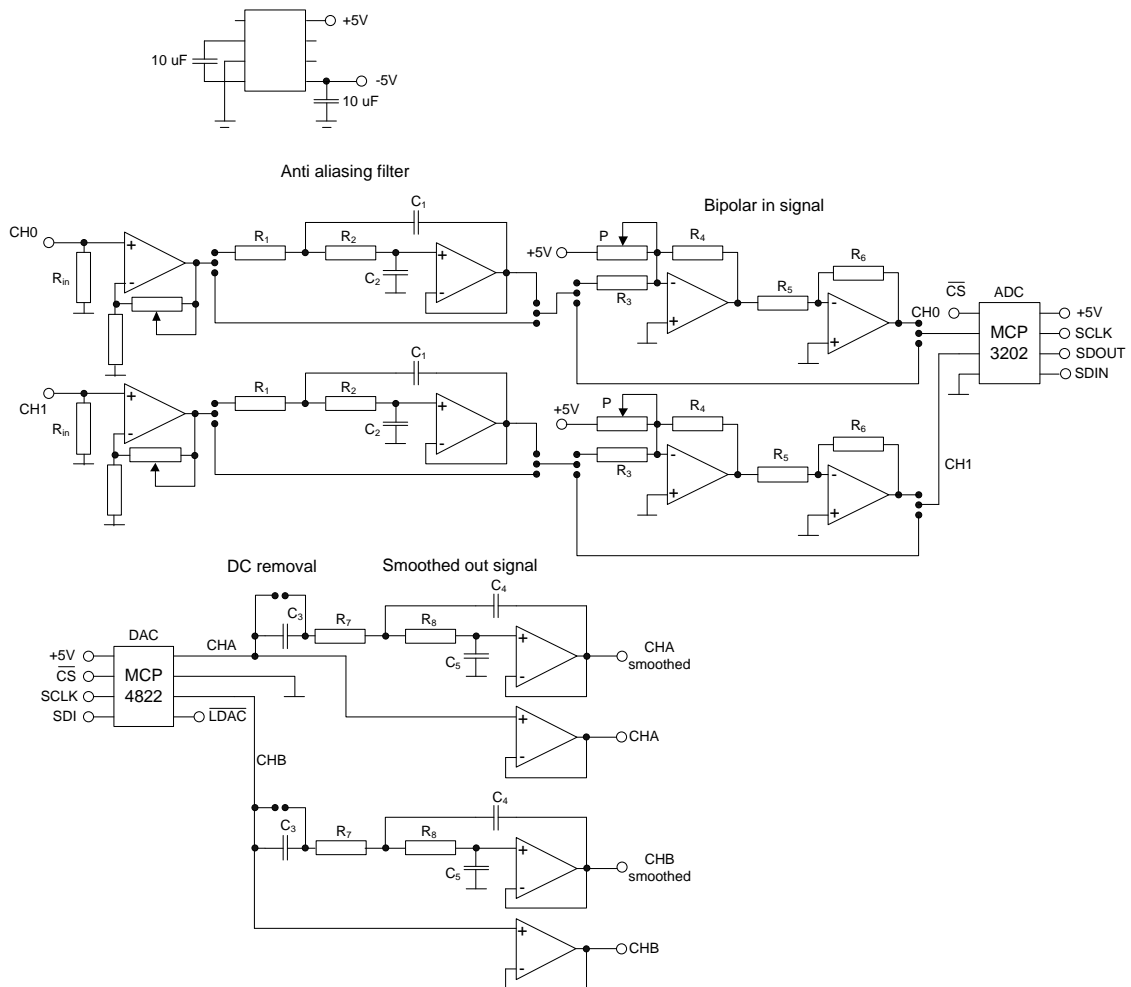 +5V
10 uF
-5V
10 uF
Anti aliasing filter
Bipolar in signal
CH0
Rin
+
-
R1
R2
C1
C2
+
-
+5V
P
R3
R4
-
+
R5
R6
-
+
CH0
CS
ADC
MCP
3202
+5V
SCLK
SDOUT
SDIN
CH1
Rin
+
-
R1
R2
C1
C2
+
-
+5V
P
R3
R4
-
+
R5
R6
-
+
CH1
DC removal
Smoothed out signal
DAC
MCP
4822
+5V
CS
SCLK
SDI
LDAC
CHA
C3
R7
R8
C4
C5
+
-
CHA
smoothed
+
-
CHA
CHB
C3
R7
R8
C4
C5
+
-
CHB
smoothed
+
-
CHB